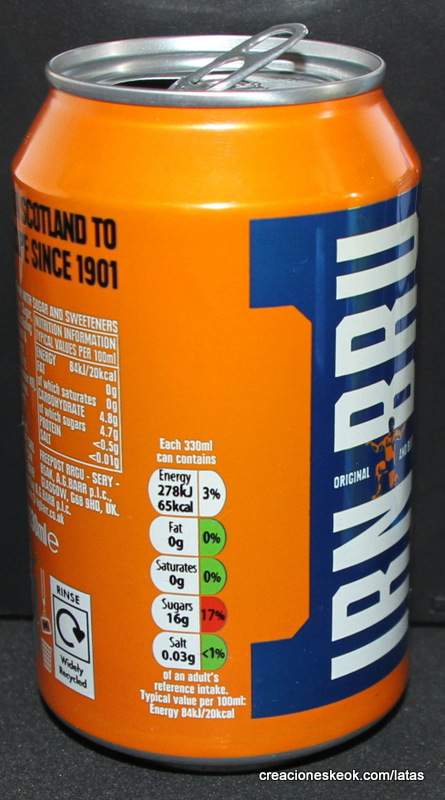 SCOTLAND TO
SINCE 1901
SUGAR AND SWEETENERS
NUTRITION INFORMATION
TYPICAL VALUES PER 100ml
ENERGY 84kJ/20kcal
FAT 0g
of which saturates 0g
CARBOHYDRATE 4.8g
of which sugars 4.7g
PROTEIN <0.5g
SALT <0.01g
FREEPOST RRGU - SERY -
A.G. BARR p.l.c.,
GLASGOW, G68 9HD, UK.
RINSE
Widely
Recycled
Each 330ml
can contains
Energy
278kJ
65kcal 3%
Fat
0g 0%
Saturates
0g 0%
Sugars
16g 17%
Salt
0.03g <1%
of an adult's
reference intake.
Typical value per 100ml:
Energy 84kJ/20kcal
IRN BRU
ORIGINAL
creacioneskeok.com/latas